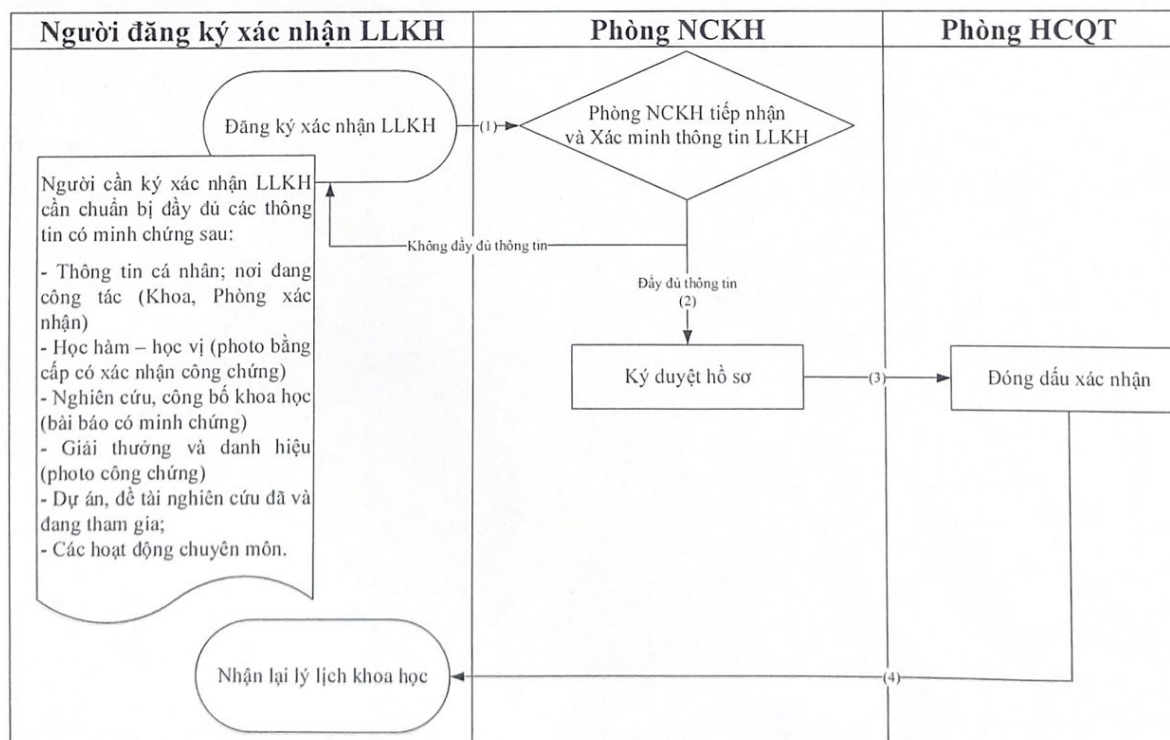 Người đăng ký xác nhận LLKH
Phòng NCKH
Phòng HCQT
Đăng ký xác nhận LLKH
(1)
Phòng NCKH tiếp nhận
và Xác minh thông tin LLKH
Người cần ký xác nhận LLKH
cần chuẩn bị đầy đủ các thông
tin có minh chứng sau:
- Thông tin cá nhân; nơi đang
công tác (Khoa, Phòng xác
nhận)
- Học hàm – học vị (photo bằng
cấp có xác nhận công chứng)
- Nghiên cứu, công bố khoa học
(bài báo có minh chứng)
- Giải thưởng và danh hiệu
(photo công chứng)
- Dự án, đề tài nghiên cứu đã và
đang tham gia;
- Các hoạt động chuyên môn.
Không đầy đủ thông tin
Đầy đủ thông tin
(2)
Ký duyệt hồ sơ
(3)
Đóng dấu xác nhận
Nhận lại lý lịch khoa học
(4)